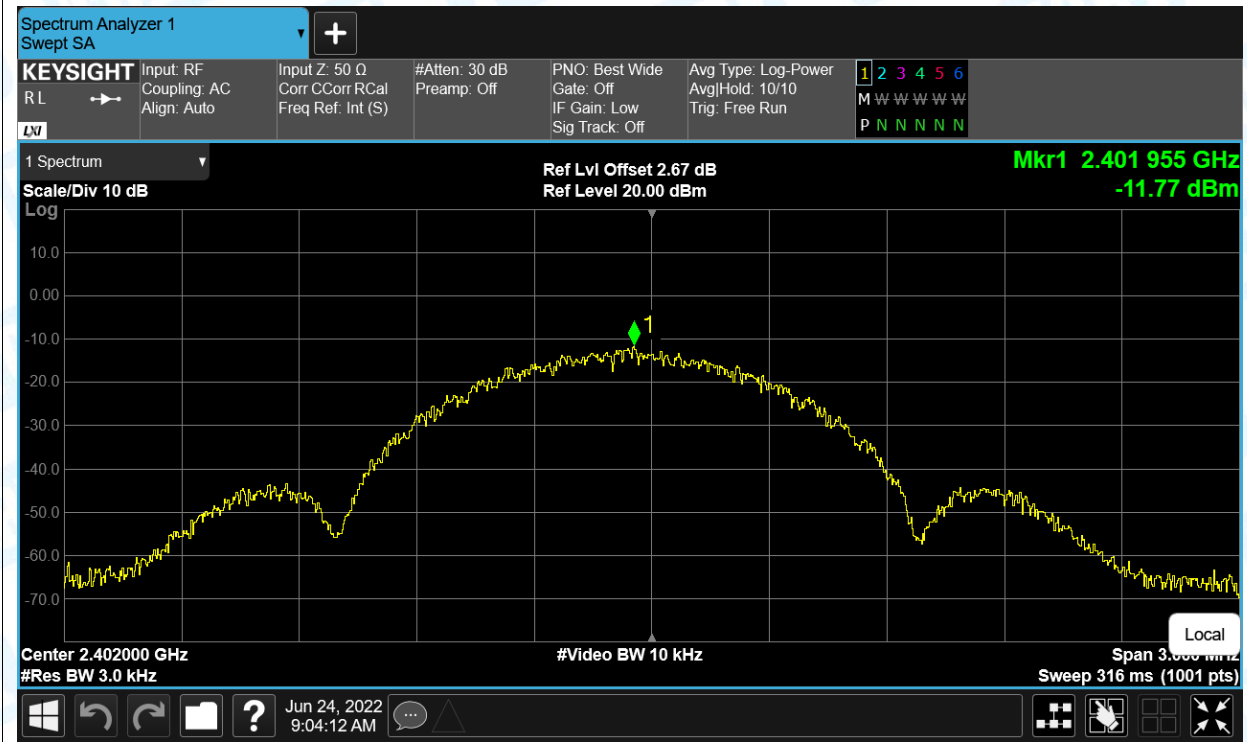 Spectrum Analyzer 1
Swept SA
KEYSIGHT
R L
LXI
Input: RF
Coupling: AC
Align: Auto
Input Z: 50 Ω
Corr CCorr RCal
Freq Ref: Int (S)
#Atten: 30 dB
Preamp: Off
PNO: Best Wide
Gate: Off
IF Gain: Low
Sig Track: Off
Avg Type: Log-Power
Avg|Hold: 10/10
Trig: Free Run
1 2 3 4 5 6
M W W W W W
P N N N N N
1 Spectrum
Scale/Div 10 dB
Ref Lvl Offset 2.67 dB
Ref Level 20.00 dBm
Mkr1 2.401 955 GHz
-11.77 dBm
Log
10.0
0.00
-10.0
-20.0
-30.0
-40.0
-50.0
-60.0
-70.0
1
Local
Center 2.402000 GHz
#Res BW 3.0 kHz
#Video BW 10 kHz
Span
Sweep 316 ms (1001 pts)
?
Jun 24, 2022
9:04:12 AM